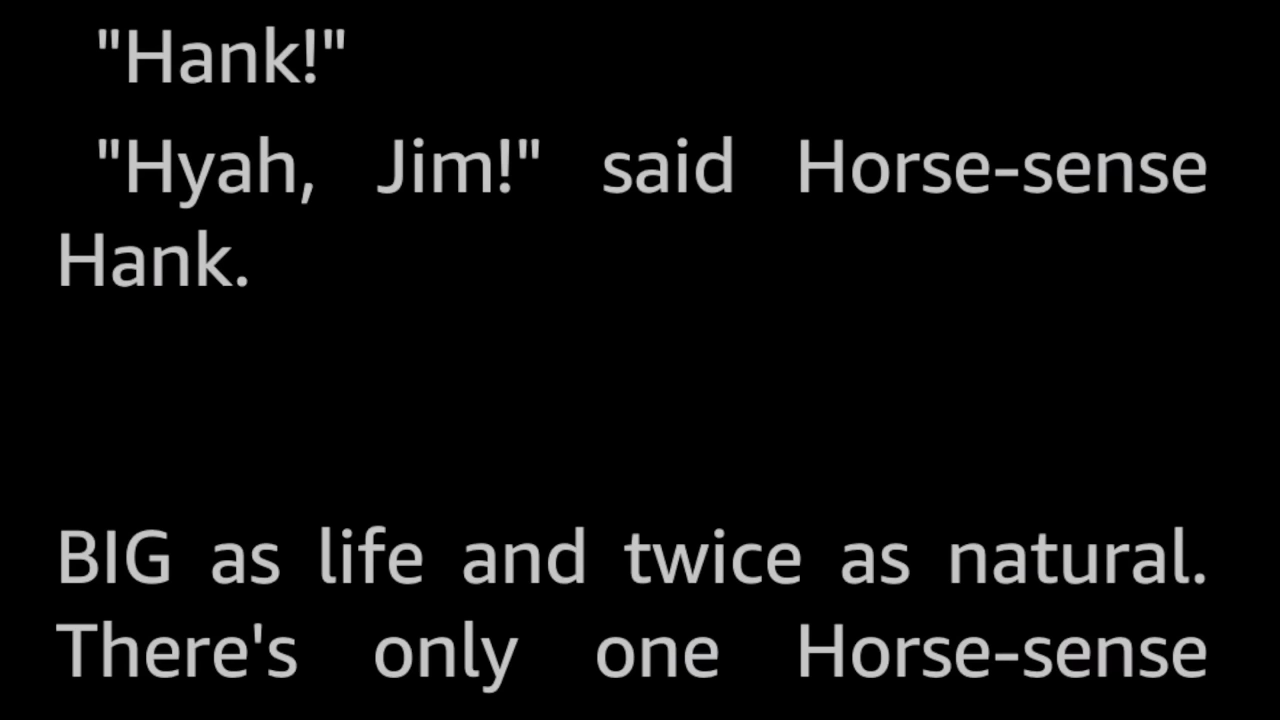 "Hank!"
"Hyah, Jim!" said Horse-sense
Hank.
BIG as life and twice as natural.
There's only one Horse-sense